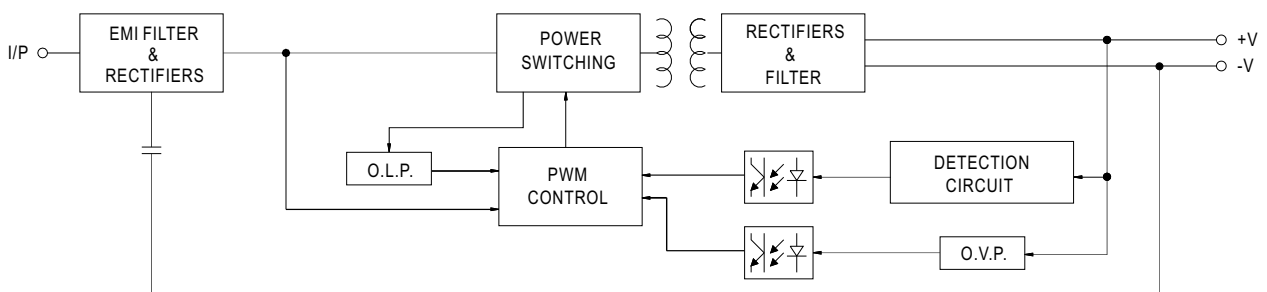 I/P
EMI FILTER
&
RECTIFIERS
POWER
SWITCHING
RECTIFIERS
&
FILTER
+V
-V
O.L.P.
PWM
CONTROL
DETECTION
CIRCUIT
O.V.P.